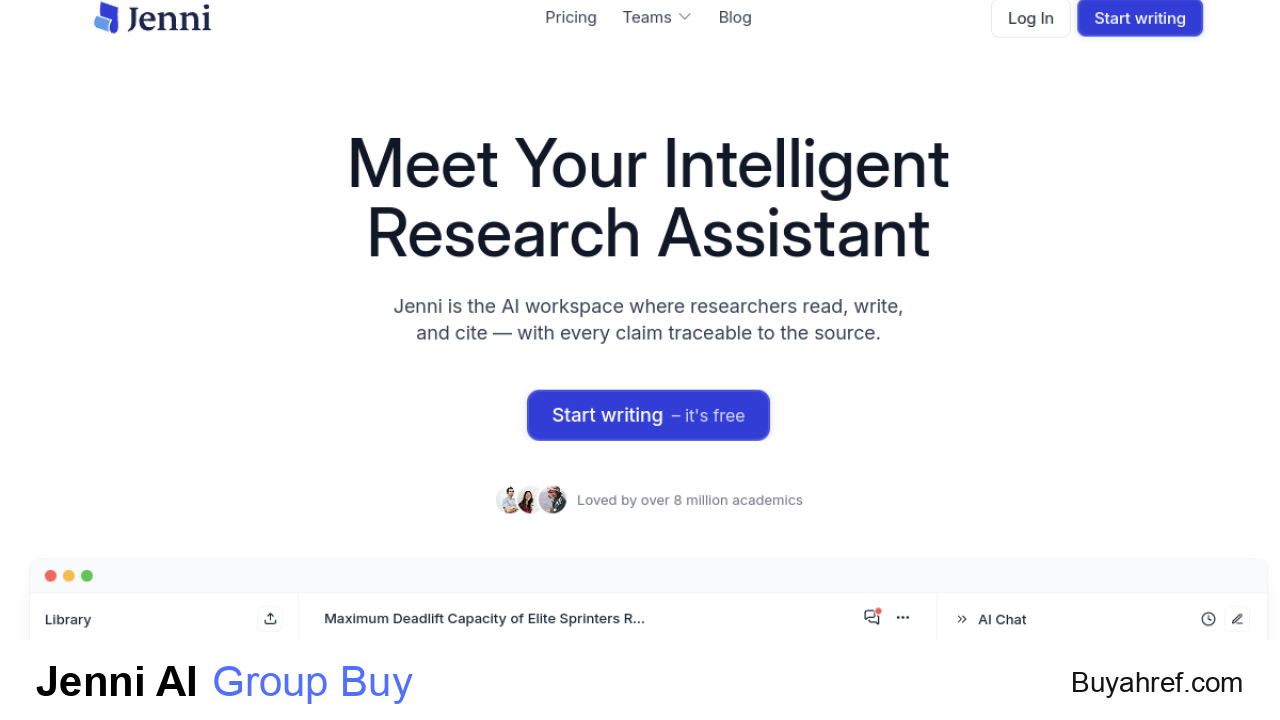 Jenni
Pricing
Teams
Blog
Log In
Start writing
Meet Your Intelligent
Research Assistant
Jenni is the AI workspace where researchers read, write,
and cite — with every claim traceable to the source.
Start writing – it's free
Loved by over 8 million academics
Library
Maximum Deadlift Capacity of Elite Sprinters R...
AI Chat
Jenni AI Group Buy
Buyahref.com